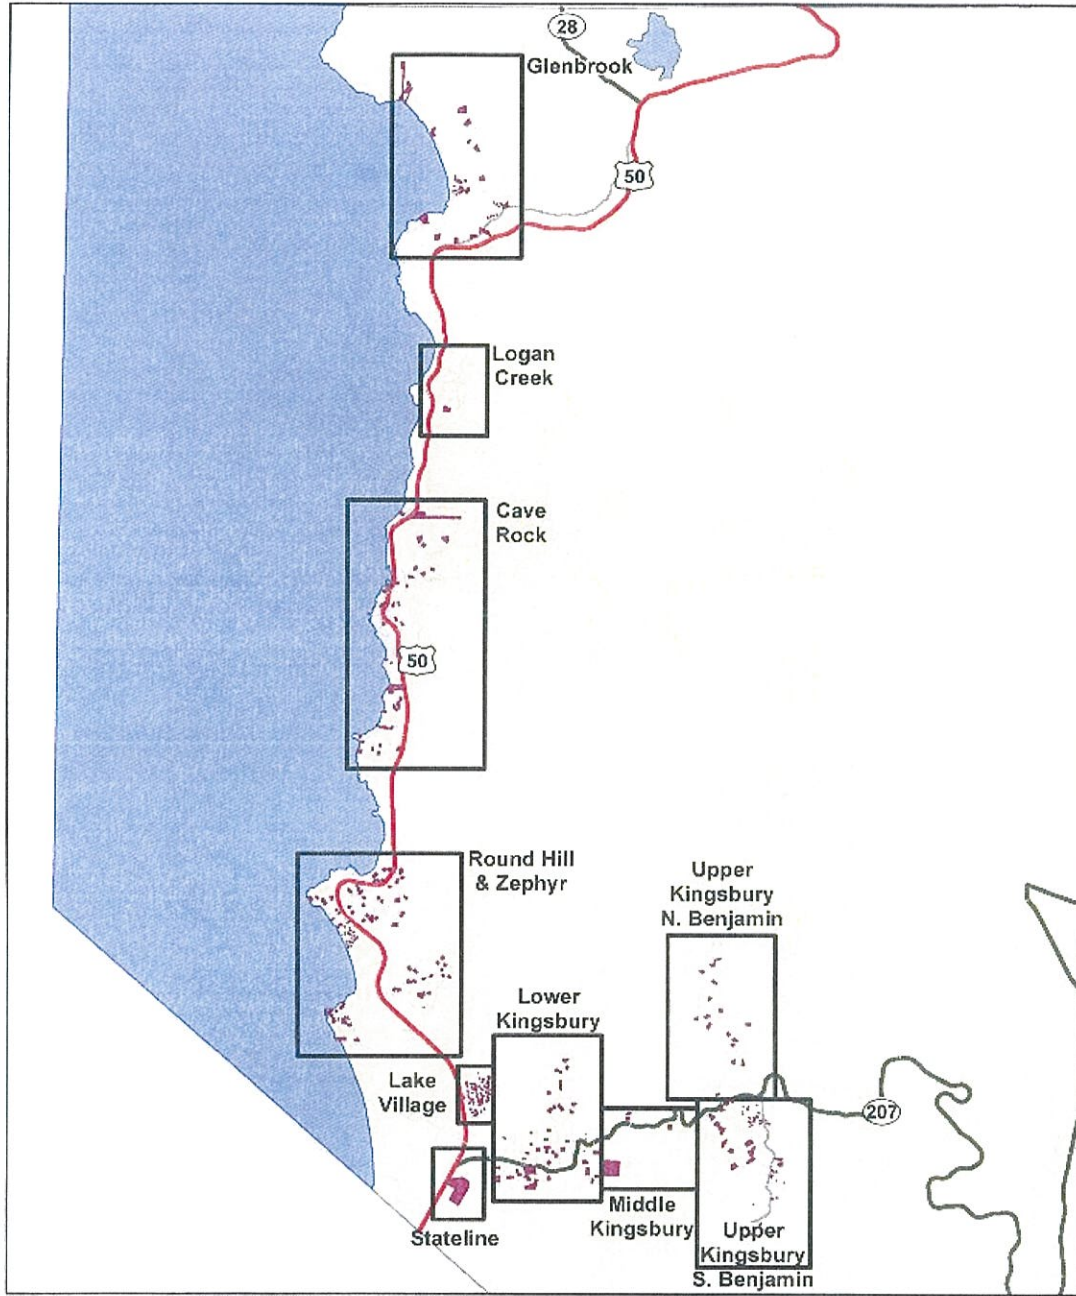 28
Glenbrook
50
Logan
Creek
Cave
Rock
50
Round Hill
& Zephyr
Upper
Kingsbury
N. Benjamin
Lower
Kingsbury
Lake
Village
207
Middle
Kingsbury
Stateline
Upper
Kingsbury
S. Benjamin